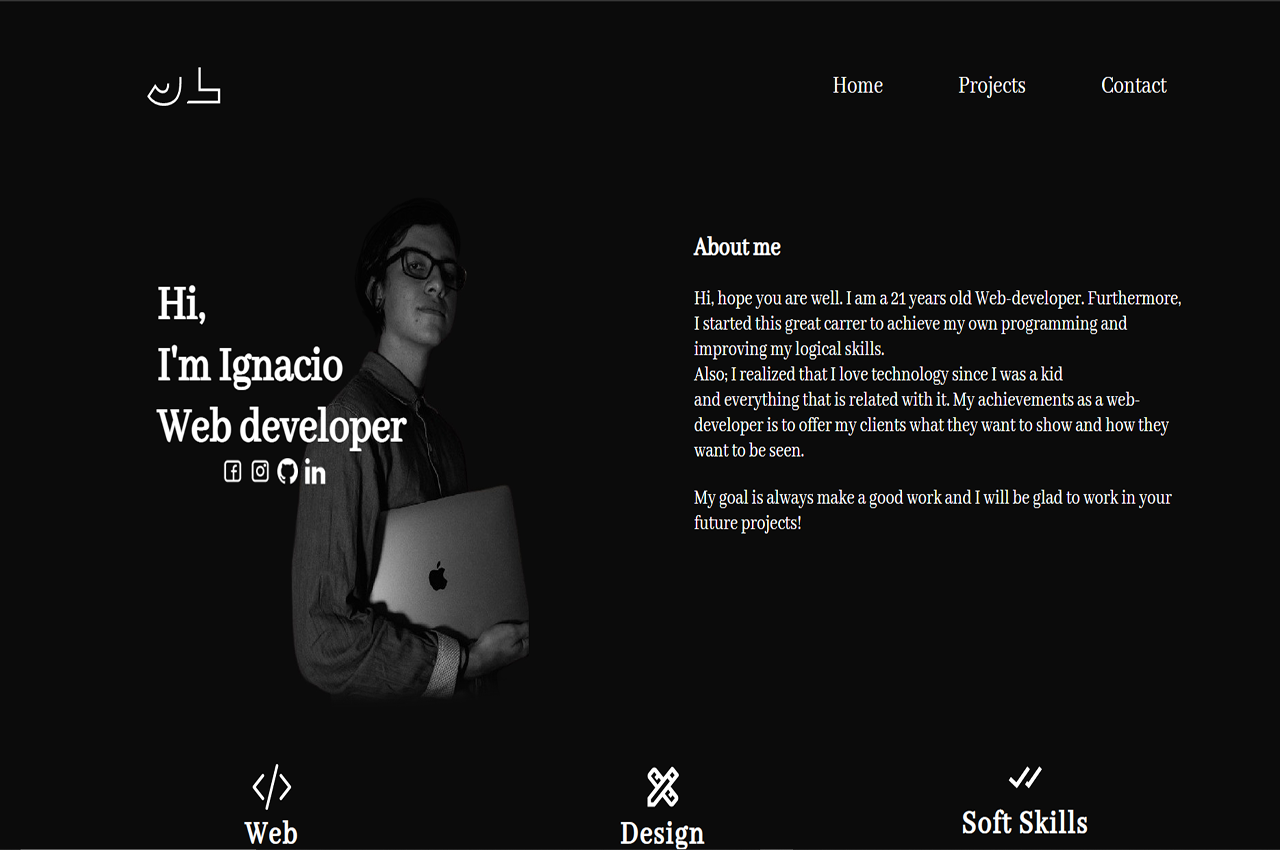 Home Projects Contact
Hi,
I'm Ignacio
Web developer
About me
Hi, hope you are well. I am a 21 years old Web-developer. Furthermore,
I started this great carrer to achieve my own programming and
improving my logical skills.
Also; I realized that I love technology since I was a kid
and everything that is related with it. My achievements as a web-
developer is to offer my clients what they want to show and how they
want to be seen.
My goal is always make a good work and I will be glad to work in your
future projects!
Web
Design
Soft Skills